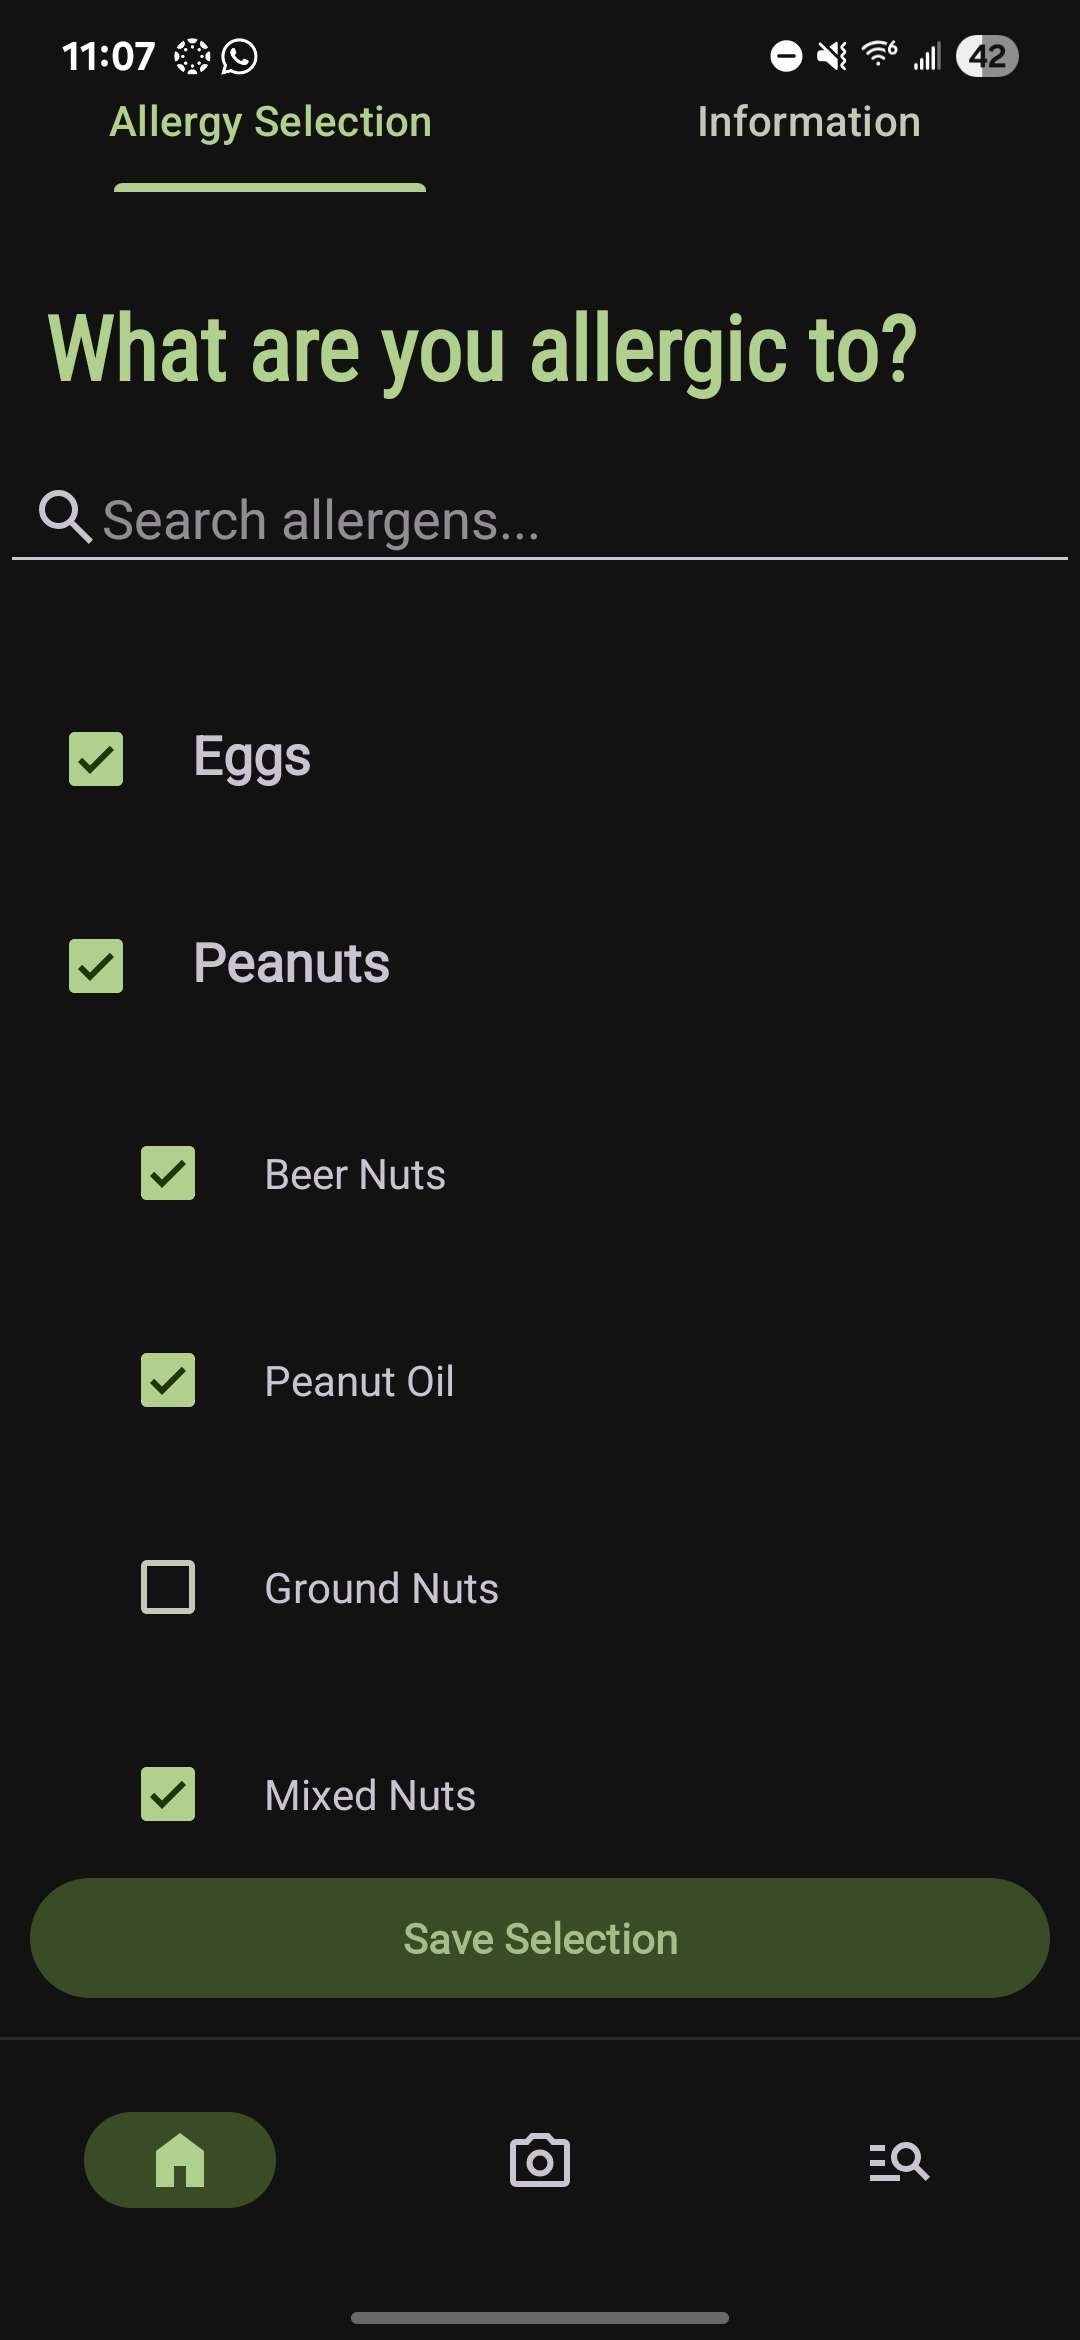 11:07
42
Allergy Selection
Information
What are you allergic to?
Search allergens...
Eggs
Peanuts
Beer Nuts
Peanut Oil
Ground Nuts
Mixed Nuts
Save Selection